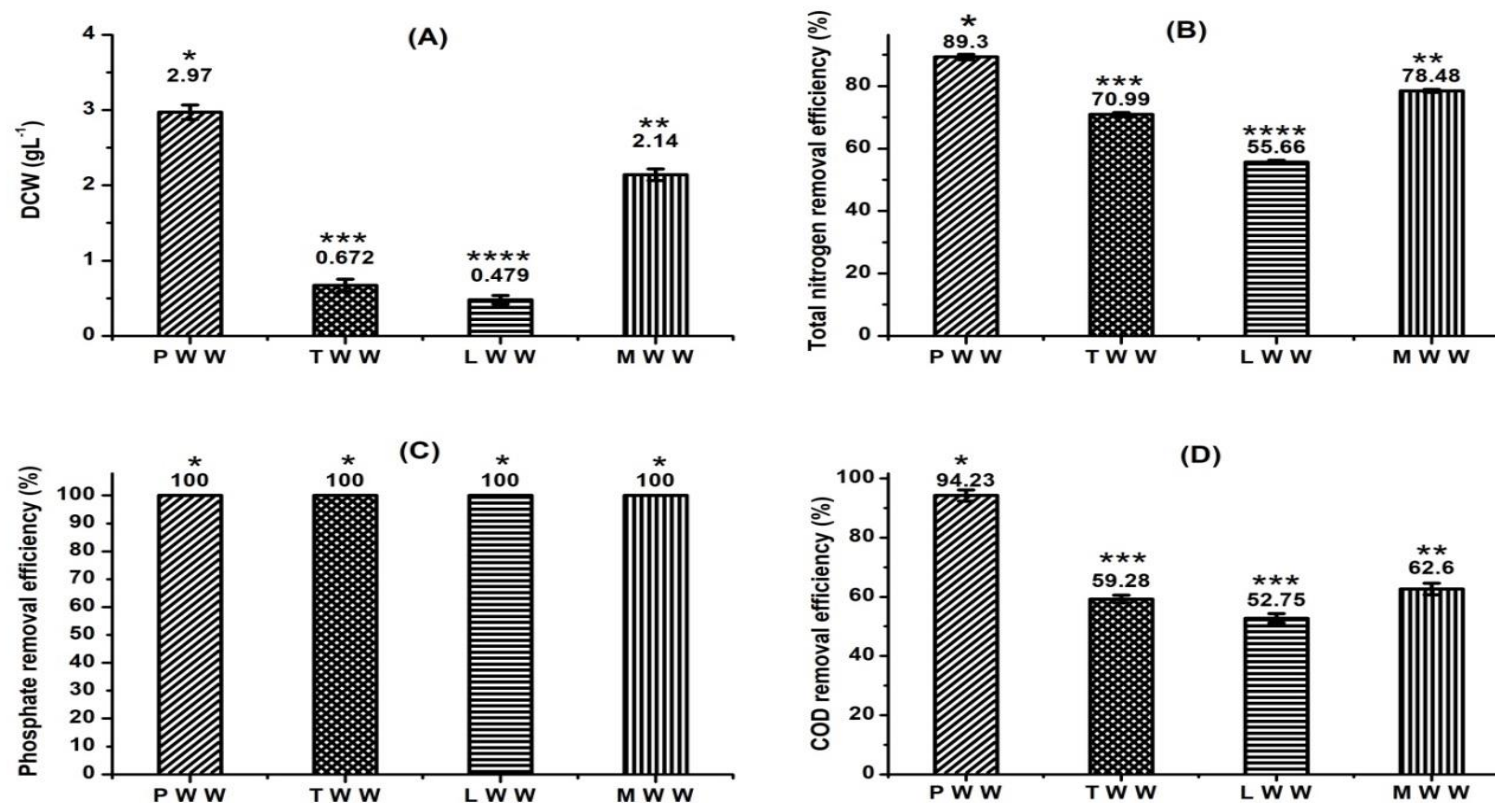 (A)
DCW (gL⁻¹)
4
3
2
1
0
*
2.97
***
0.672
****
0.479
**
2.14
P W W
T W W
L W W
M W W
(B)
Total nitrogen removal efficiency (%)
80
60
40
20
0
*
89.3
***
70.99
****
55.66
**
78.48
P W W
T W W
L W W
M W W
(C)
Phosphate removal efficiency (%)
100
90
80
70
60
50
40
30
20
10
0
*
100
*
100
*
100
*
100
P W W
T W W
L W W
M W W
(D)
COD removal efficiency (%)
100
80
60
40
20
0
*
94.23
***
59.28
***
52.75
**
62.6
P W W
T W W
L W W
M W W